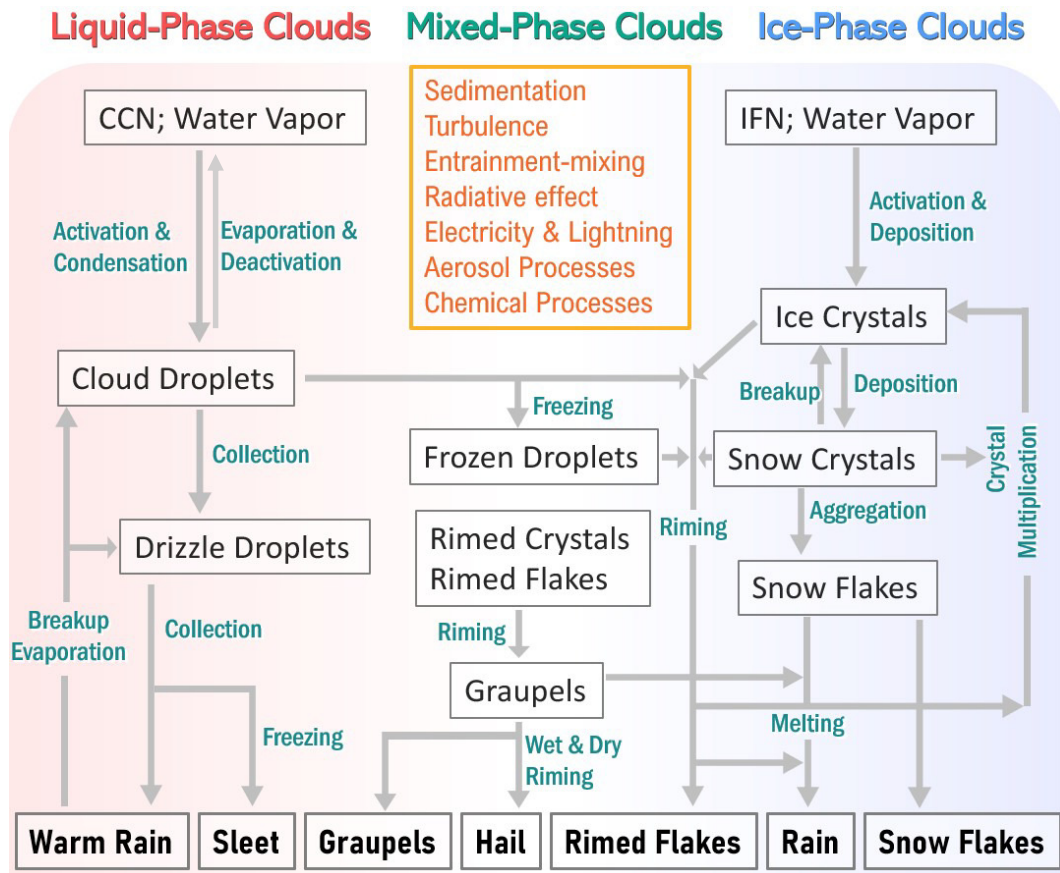 Liquid-Phase Clouds
Mixed-Phase Clouds
Ice-Phase Clouds
CCN; Water Vapor
Sedimentation
Turbulence
Entrainment-mixing
Radiative effect
Electricity & Lightning
Aerosol Processes
Chemical Processes
IFN; Water Vapor
Activation &
Condensation
Evaporation &
Deactivation
Activation &
Deposition
Ice Crystals
Cloud Droplets
Freezing
Breakup
Deposition
Collection
Frozen Droplets
Snow Crystals
Crystal
Multiplication
Aggregation
Drizzle Droplets
Rimed Crystals
Rimed Flakes
Riming
Snow Flakes
Breakup
Evaporation
Collection
Riming
Graupels
Melting
Freezing
Wet & Dry
Riming
Warm Rain
Sleet
Graupels
Hail
Rimed Flakes
Rain
Snow Flakes